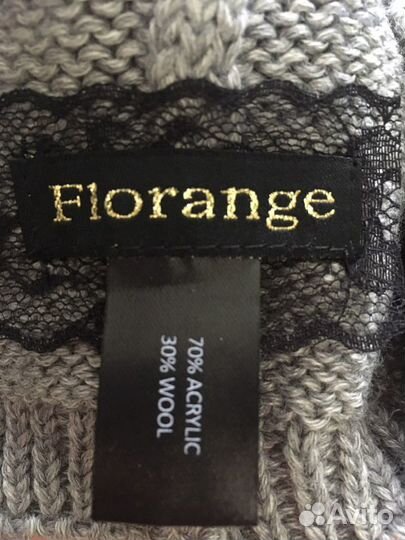 Florange
70% ACRYLIC
30% WOOL
Avito